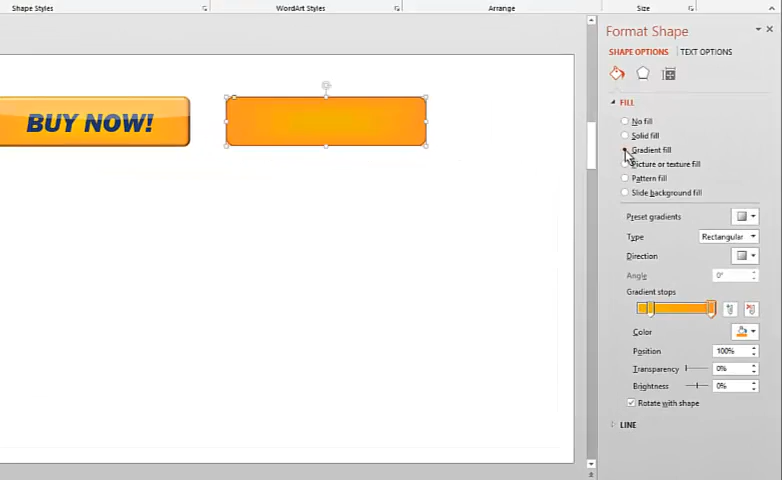 Shape Styles WordArt Styles Arrange Size
Format Shape
SHAPE OPTIONS TEXT OPTIONS
FILL
No fill
Solid fill
Gradient fill
Picture or texture fill
Pattern fill
Slide background fill
Preset gradients
Type Rectangular
Direction
Angle 0°
Gradient stops
Color
Position 100%
Transparency 0%
Brightness 0%
Rotate with shape
LINE
BUY NOW!